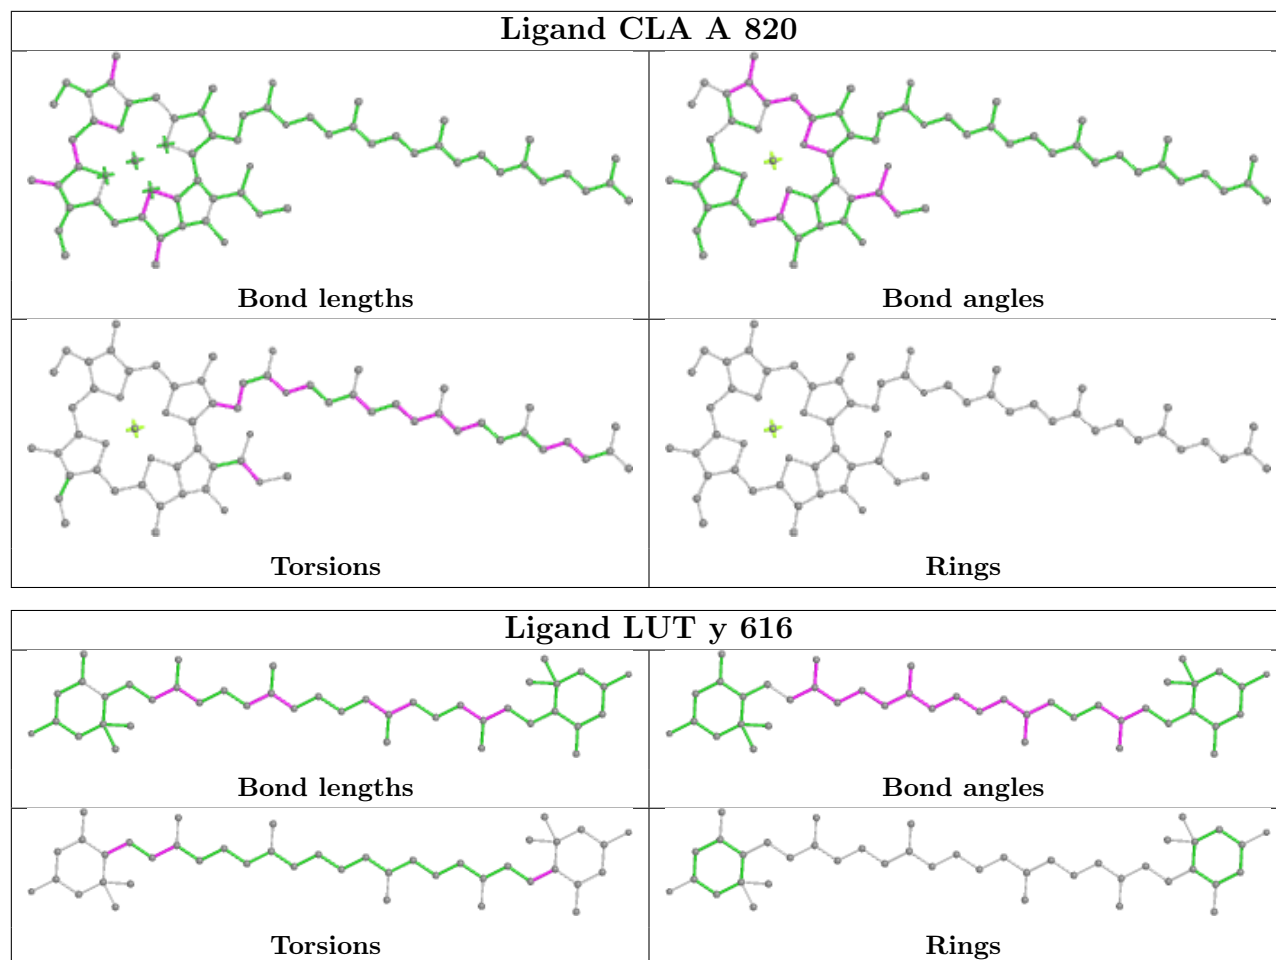 Ligand CLA A 820
Bond lengths
Bond angles
Torsions
Rings
Ligand LUT y 616
Bond lengths
Bond angles
Torsions
Rings